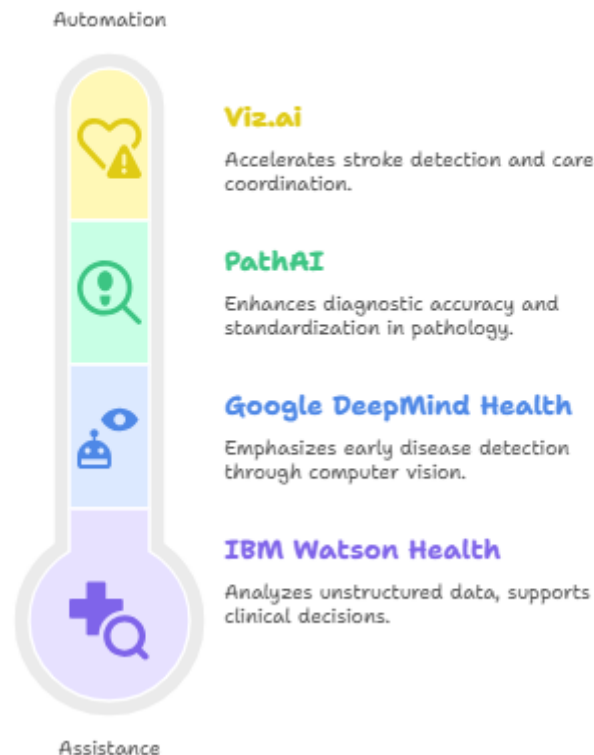 Automation
Viz.ai
Accelerates stroke detection and care
coordination.
PathAI
Enhances diagnostic accuracy and
standardization in pathology.
Google DeepMind Health
Emphasizes early disease detection
through computer vision.
IBM Watson Health
Analyzes unstructured data, supports
clinical decisions.
Assistance